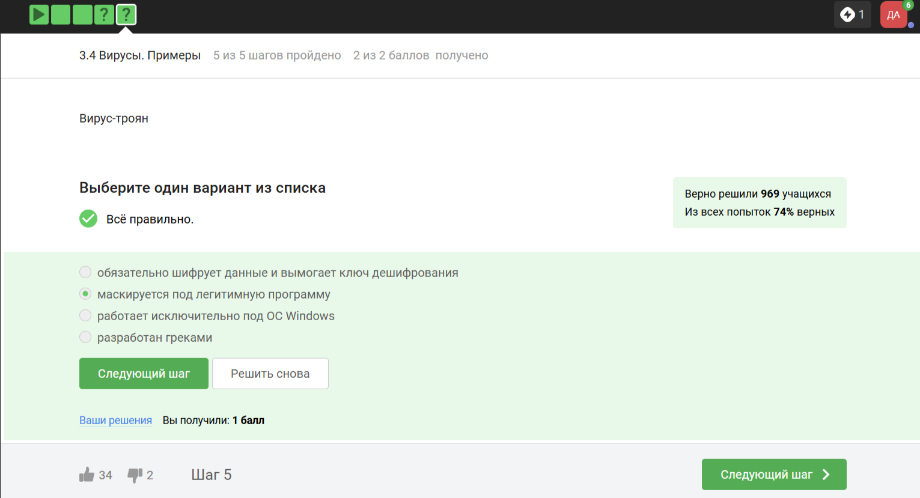 ? ?
1
ДА
6
3.4 Вирусы. Примеры 5 из 5 шагов пройдено 2 из 2 баллов получено
Вирус-троян
Выберите один вариант из списка
Всё правильно.
Верно решили 969 учащихся
Из всех попыток 74% верных
обязательно шифрует данные и вымогает ключ дешифрования
маскируется под легитимную программу
работает исключительно под ОС Windows
разработан греками
Следующий шаг Решить снова
Ваши решения Вы получили: 1 балл
34 2 Шаг 5 Следующий шаг